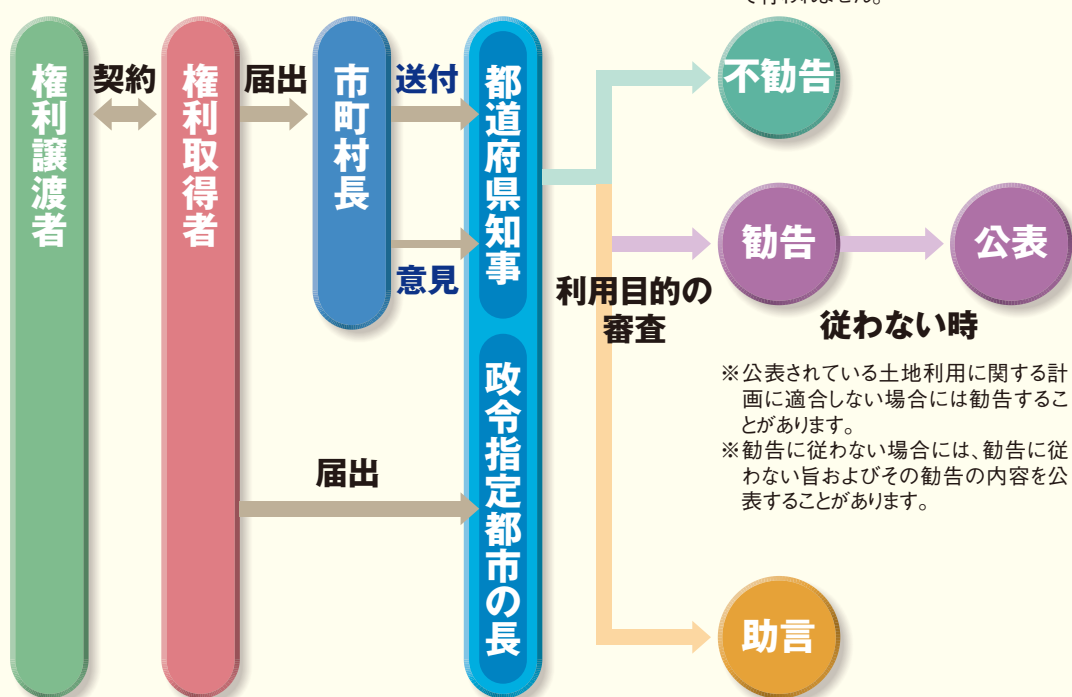 で行われません。
権利譲渡者
契約
権利取得者
届出
市町村長
送付
意見
都道府県知事
政令指定都市の長
届出
利用目的の
審査
不勧告
勧告
公表
従わない時
※公表されている土地利用に関する計
画に適合しない場合には勧告するこ
とがあります。
※勧告に従わない場合には、勧告に従
わない旨およびその勧告の内容を公
表することがあります。
助言